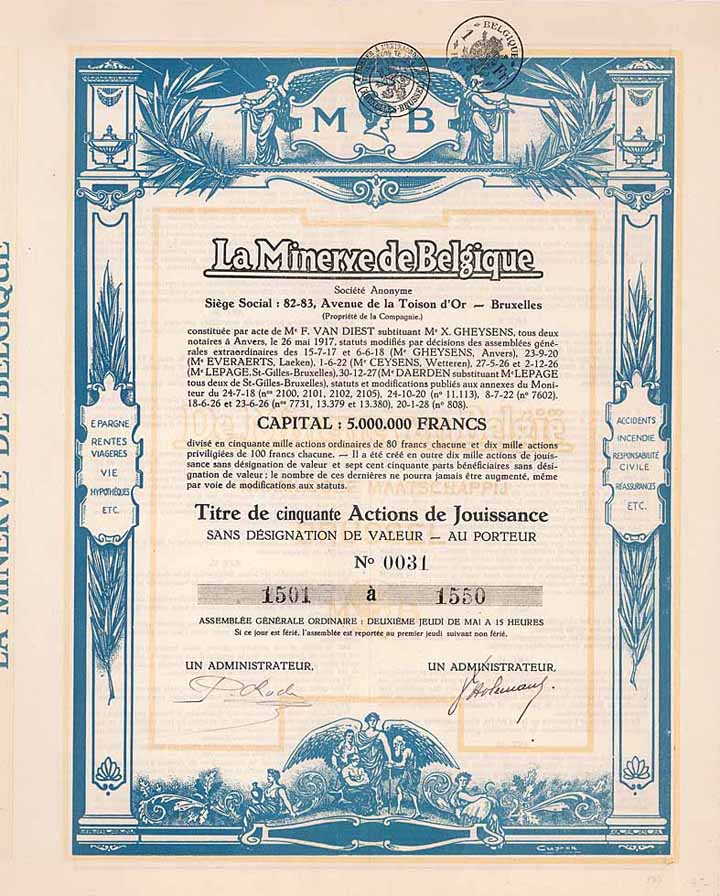 M B
La Minerve de Belgique
Société Anonyme
Siège Social : 82-83, Avenue de la Toison d'Or — Bruxelles
(Propriété de la Compagnie.)
constituée par acte de Me F. VAN DIEST substituant Me X. GHEYSENS, tous deux
notaires à Anvers, le 26 mai 1917, statuts modifiés par décisions des assemblées géné-
rales extraordinaires des 15-7-17 et 6-6-18 (Me GHEYSENS, Anvers), 23-9-20
(Me EVERAERTS, Laeken), 1-6-22 (Me CEYSENS, Wetteren), 27-5-26 et 2-12-26
(Me LEPAGE, St-Gilles-Bruxelles), 30-12-27 (Me DAERDEN substituant Me LEPAGE
tous deux de St-Gilles-Bruxelles), statuts et modifications publiés aux annexes du Moni-
teur du 24-7-18 (nos 2100, 2101, 2102, 2105), 24-10-20 (no 11.113), 8-7-22 (no 7602).
18-6-26 et 23-6-26 (nos 7731, 13.379 et 13.380), 20-1-28 (no 808).
CAPITAL : 5.000.000 FRANCS
divisé en cinquante mille actions ordinaires de 80 francs chacune et dix mille actions
priviligiées de 100 francs chacune. — Il a été créé en outre dix mille actions de jouis-
sance sans désignation de valeur et sept cent cinquante parts bénéficiaires sans dési-
gnation de valeur ; le nombre de ces dernières ne pourra jamais être augmenté, même
par voie de modifications aux statuts.
Titre de cinquante Actions de Jouissance
SANS DÉSIGNATION DE VALEUR — AU PORTEUR
No 0031
1501 à 1550
ASSEMBLÉE GÉNÉRALE ORDINAIRE : DEUXIÈME JEUDI DE MAI A 15 HEURES
Si ce jour est férié, l'assemblée est reportée au premier jeudi suivant non férié.
UN ADMINISTRATEUR,
UN ADMINISTRATEUR,
EPARGNE
RENTES
VIAGERES
VIE
HYPOTHÈQUES
ETC.
ACCIDENTS
INCENDIE
RESPONSABILITÉ
CIVILE
RÉASSURANCES
ETC.
LA MINERVE DE BELGIQUE
BELGIQUE
MAATSCHAPPIJ